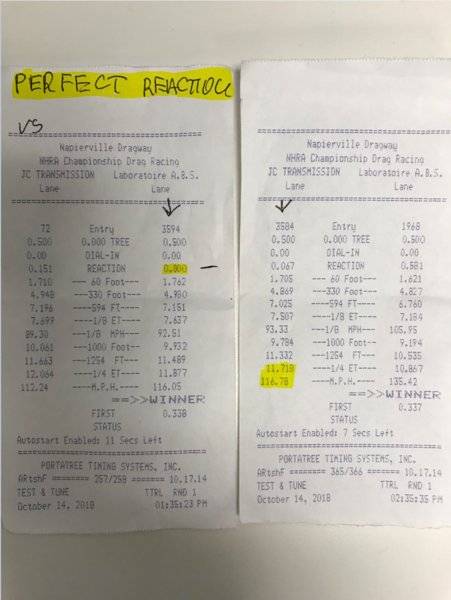 PERFECT REACTION
VS
Napierville Dragway
NHRA Championship Drag Racing
JC TRANSMISSION Laboratoire A.B.S.
Lane Lane
72 Entry 3594
0.500 0.000 TREE 0.500
0.00 DIAL-IN 0.00
0.151 REACTION 0.000
1.710 --- 60 Foot--- 1.762
4.948 ---330 Foot--- 4.980
7.196 ---594 FT--- 7.151
7.699 ---1/8 ET--- 7.637
89.30 ---1/8 MPH--- 92.51
10.061 ---1000 Foot-- 9.932
11.663 ---1254 FT--- 11.489
12.064 ---1/4 ET--- 11.877
112.24 ---M.P.H.--- 116.05
==>>WINNER
FIRST 0.338
STATUS
Autostart Enabled: 11 Secs Left
PORTATREE TIMING SYSTEMS, INC.
ARtshF ===== 257/258 ====== 10.17.14
TEST & TUNE TTRL RND 1
October 14, 2018 01:35:23 PM
Napierville Dragway
NHRA Championship Drag Racing
JC TRANSMISSION Laboratoire A.B.S.
Lane Lane
3584 Entry 1968
0.500 0.000 TREE 0.500
0.00 DIAL-IN 0.00
0.067 REACTION 0.581
1.705 --- 60 Foot--- 1.621
4.869 ---330 Foot--- 4.827
7.025 ---594 FT--- 6.760
7.507 ---1/8 ET--- 7.184
93.33 ---1/8 MPH--- 105.95
9.784 ---1000 Foot-- 9.194
11.332 ---1254 FT--- 10.535
11.718 ---1/4 ET--- 10.867
116.78 ---M.P.H.--- 135.42
==>>WINNER
FIRST 0.337
STATUS
Autostart Enabled: 7 Secs Left
PORTATREE TIMING SYSTEMS, INC.
ARtshF ===== 365/366 ====== 10.17.14
TEST & TUNE TTRL RND 1
October 14, 2018 02:35:35 PM